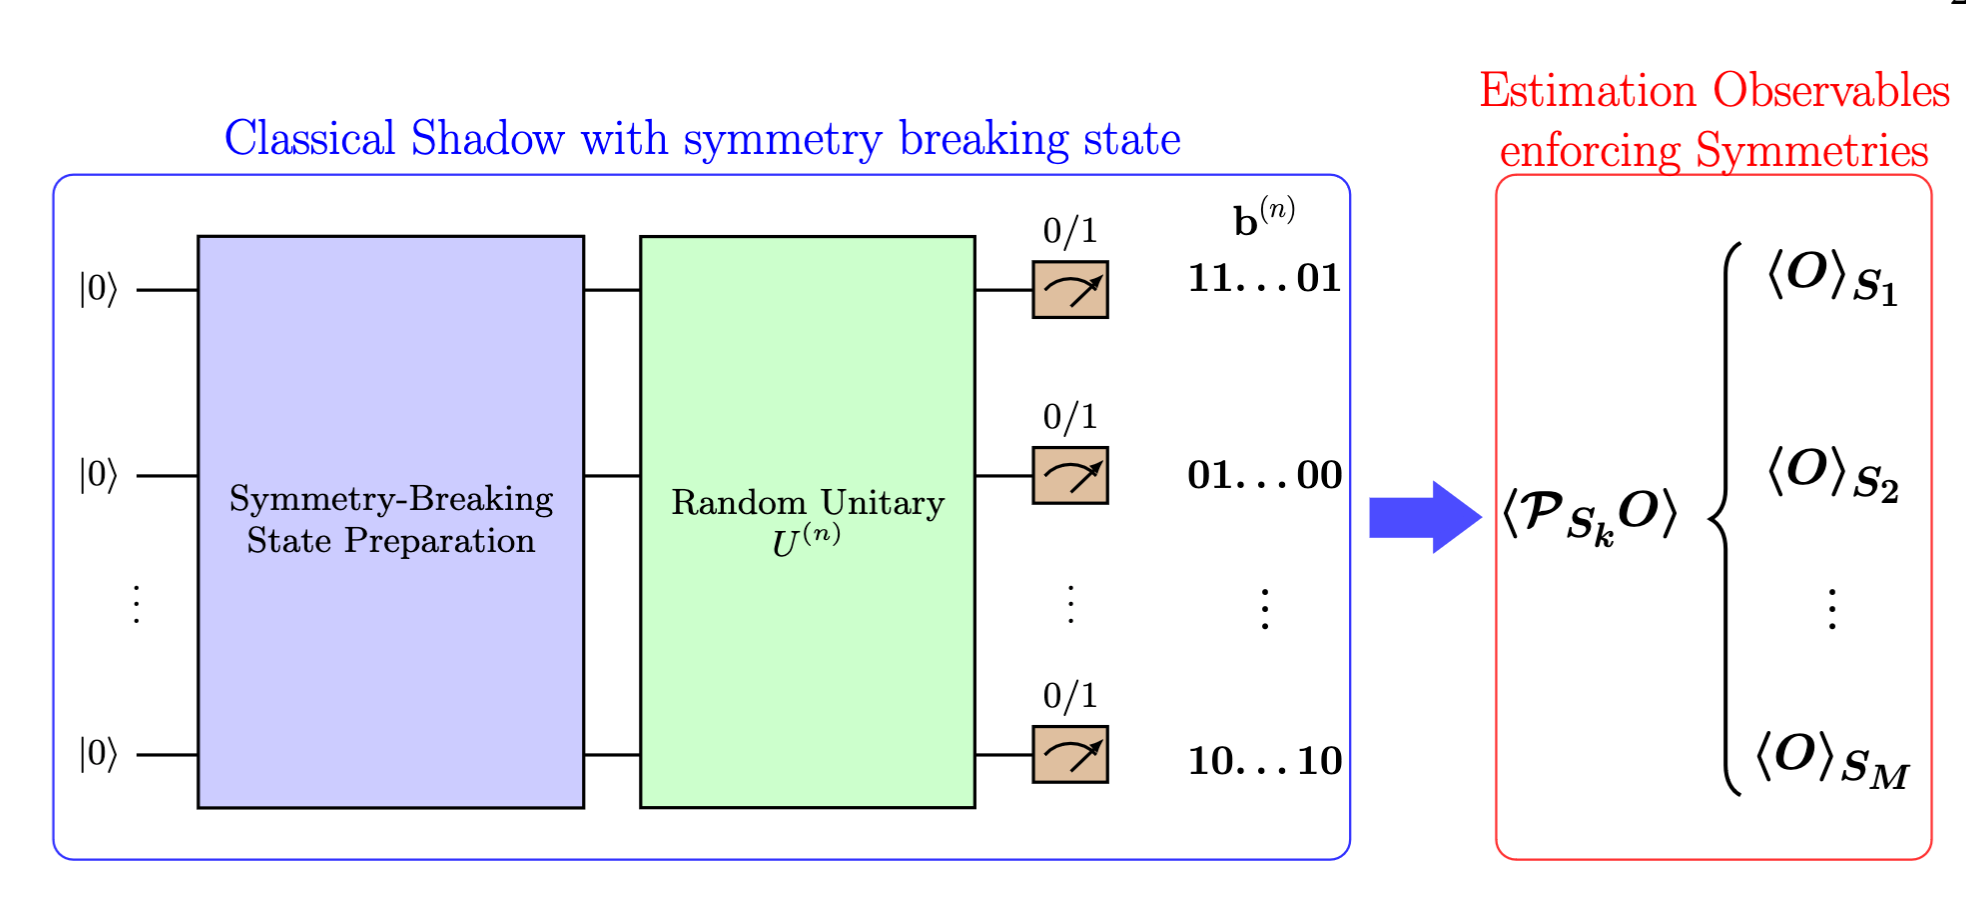 Classical Shadow with symmetry breaking state
Estimation Observables
enforcing Symmetries
|0⟩
|0⟩
⋮
|0⟩
Symmetry-Breaking
State Preparation
Random Unitary
U⁽ⁿ⁾
0/1
0/1
⋮
0/1
b⁽ⁿ⁾
11...01
01...00
⋮
10...10
⟨𝒫_{S_k}O⟩
⟨O⟩_{S_1}
⟨O⟩_{S_2}
⋮
⟨O⟩_{S_M}